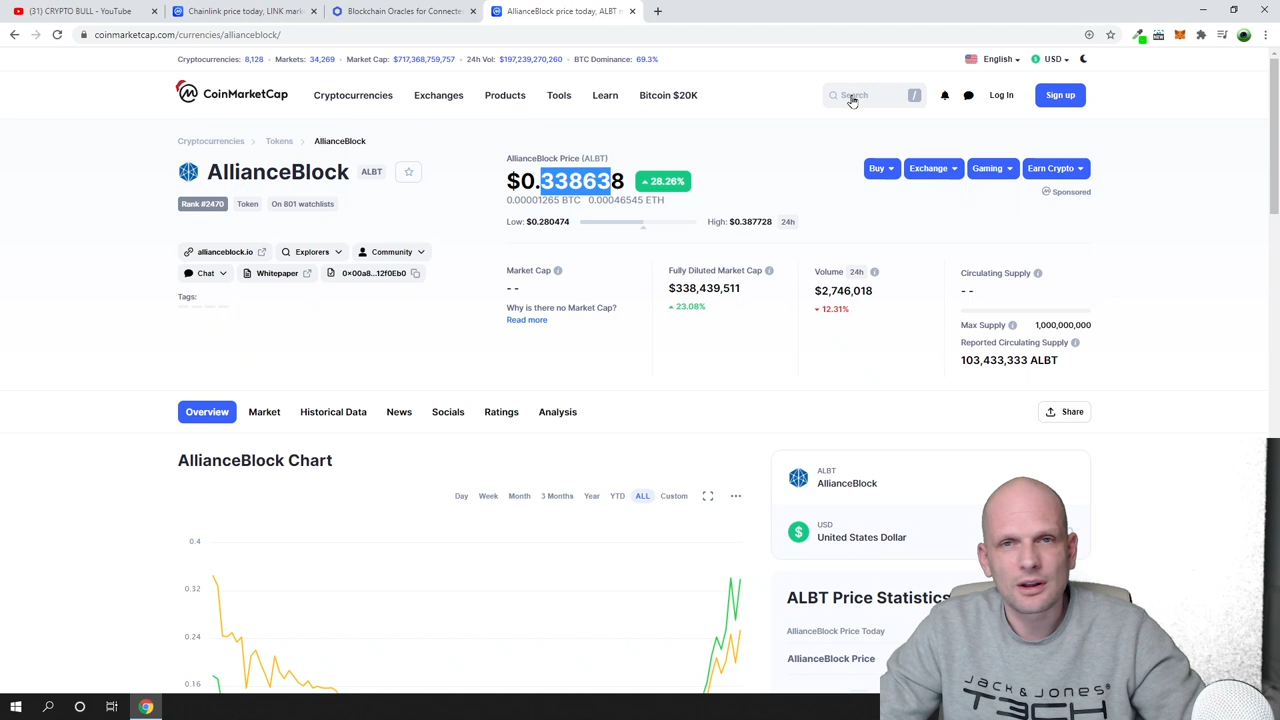 (31) CRYPTO BULL - YouTube
Chainlink price today, LINK mark
Blockchain Oracles for Connecte
AllianceBlock price today, ALBT m
coinmarketcap.com/currencies/allianceblock/
Cryptocurrencies: 8,128 Markets: 34,269 Market Cap: $717,368,759,757 24h Vol: $197,239,270,260 BTC Dominance: 69.3%
English USD
CoinMarketCap
Cryptocurrencies Exchanges Products Tools Learn Bitcoin $20K
Search /
Log In
Sign up
Cryptocurrencies Tokens AllianceBlock
AllianceBlock ALBT
Rank #2470 Token On 801 watchlists
allianceblock.io Explorers Community
Chat Whitepaper 0x00a8...12f0Eb0
Tags:
AllianceBlock Price (ALBT)
$0.338638 28.26%
0.00001265 BTC 0.00046545 ETH
Low: $0.280474 High: $0.387728 24h
Buy Exchange Gaming Earn Crypto
Sponsored
Market Cap
- -
Why is there no Market Cap?
Read more
Fully Diluted Market Cap
$338,439,511
23.08%
Volume 24h
$2,746,018
12.31%
Circulating Supply
- -
Max Supply 1,000,000,000
Reported Circulating Supply
103,433,333 ALBT
Overview Market Historical Data News Socials Ratings Analysis
Share
AllianceBlock Chart
Day Week Month 3 Months Year YTD ALL Custom
0.4
0.32
0.24
0.16
ALBT
AllianceBlock
USD
United States Dollar
ALBT Price Statistics
AllianceBlock Price Today
AllianceBlock Price
JACK & JONES
TECH